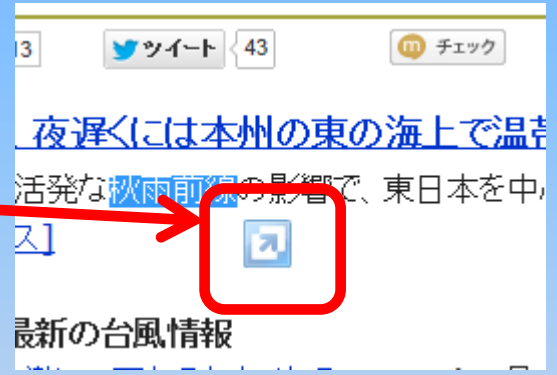 13 ツイート 43 チェック
、夜遅くには本州の東の海上で温帯
活発な秋雨前線の影響で、東日本を中
ス]
最新の台風情報